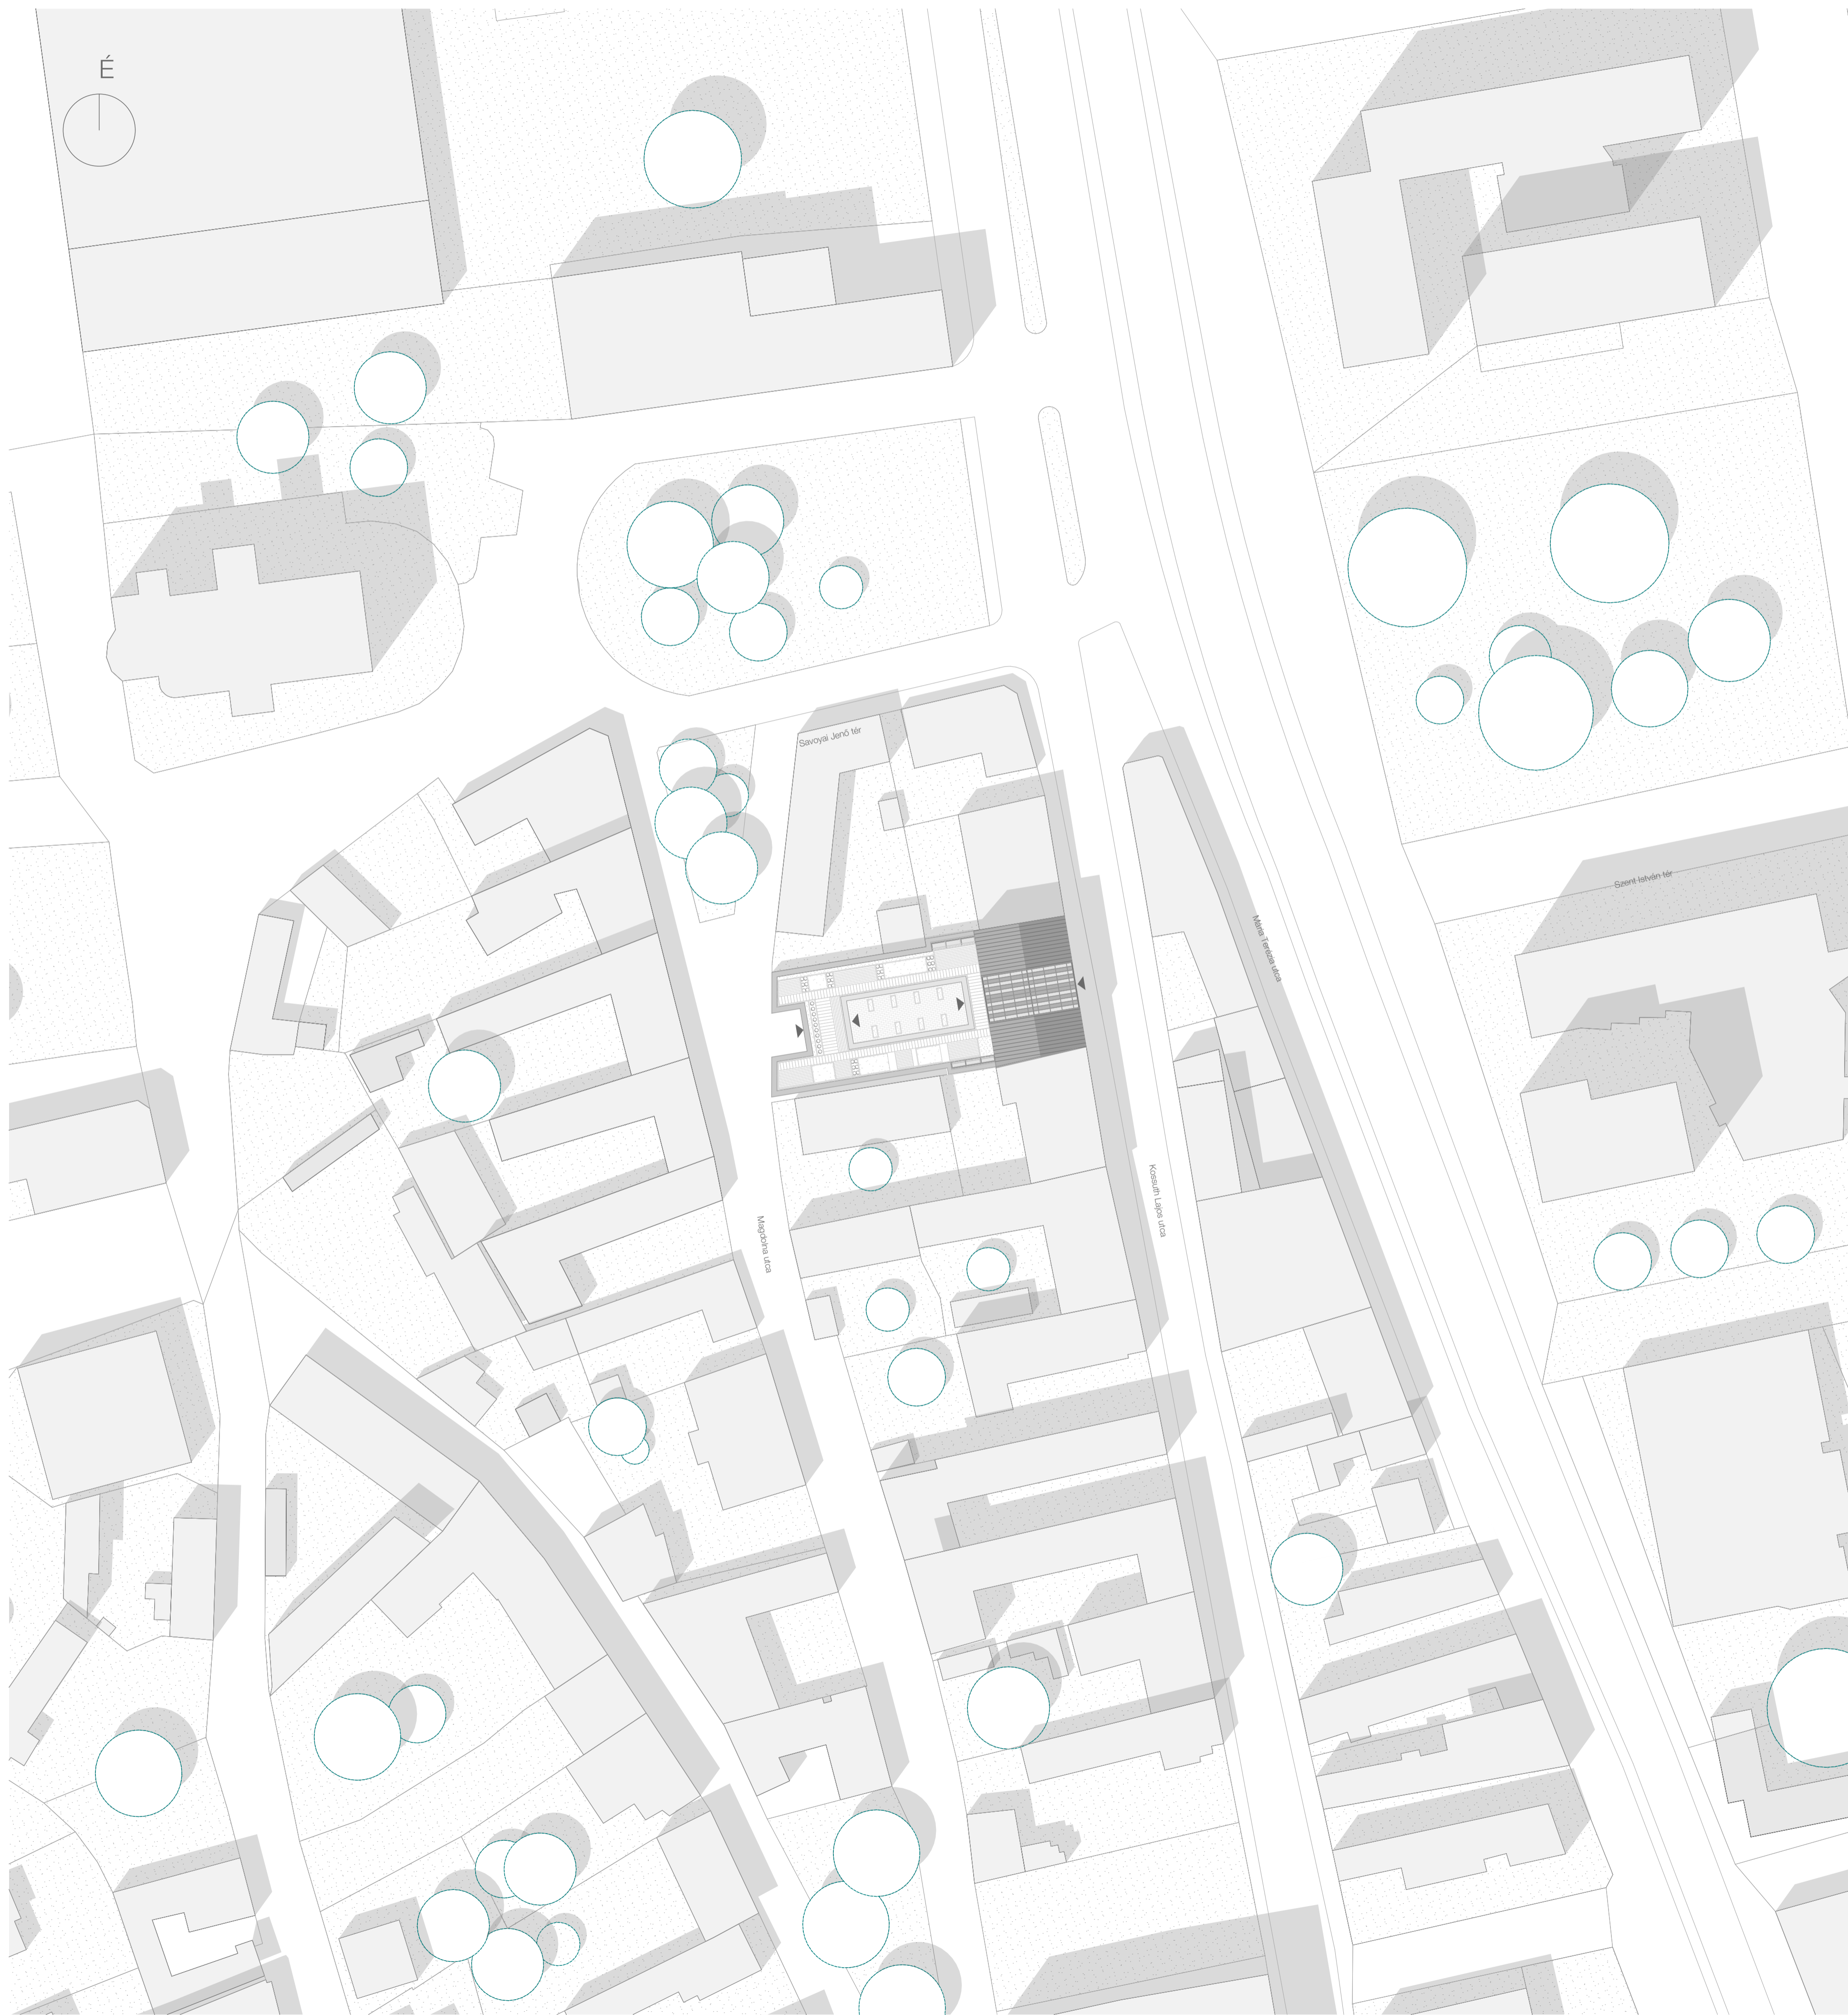 É
Savoyai Jenő tér
Szent István tér
Mária Terézia utca
Kossuth Lajos utca
Magdolna utca